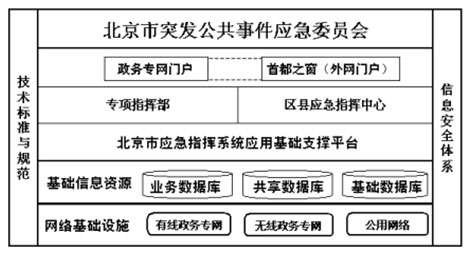 北京市突发公共事件应急委员会
政务专网门户
首都之窗（外网门户）
专项指挥部
区县应急指挥中心
北京市应急指挥系统应用基础支撑平台
基础信息资源
业务数据库
共享数据库
基础数据库
网络基础设施
有线政务专网
无线政务专网
公用网络
技术标准与规范
信息安全体系